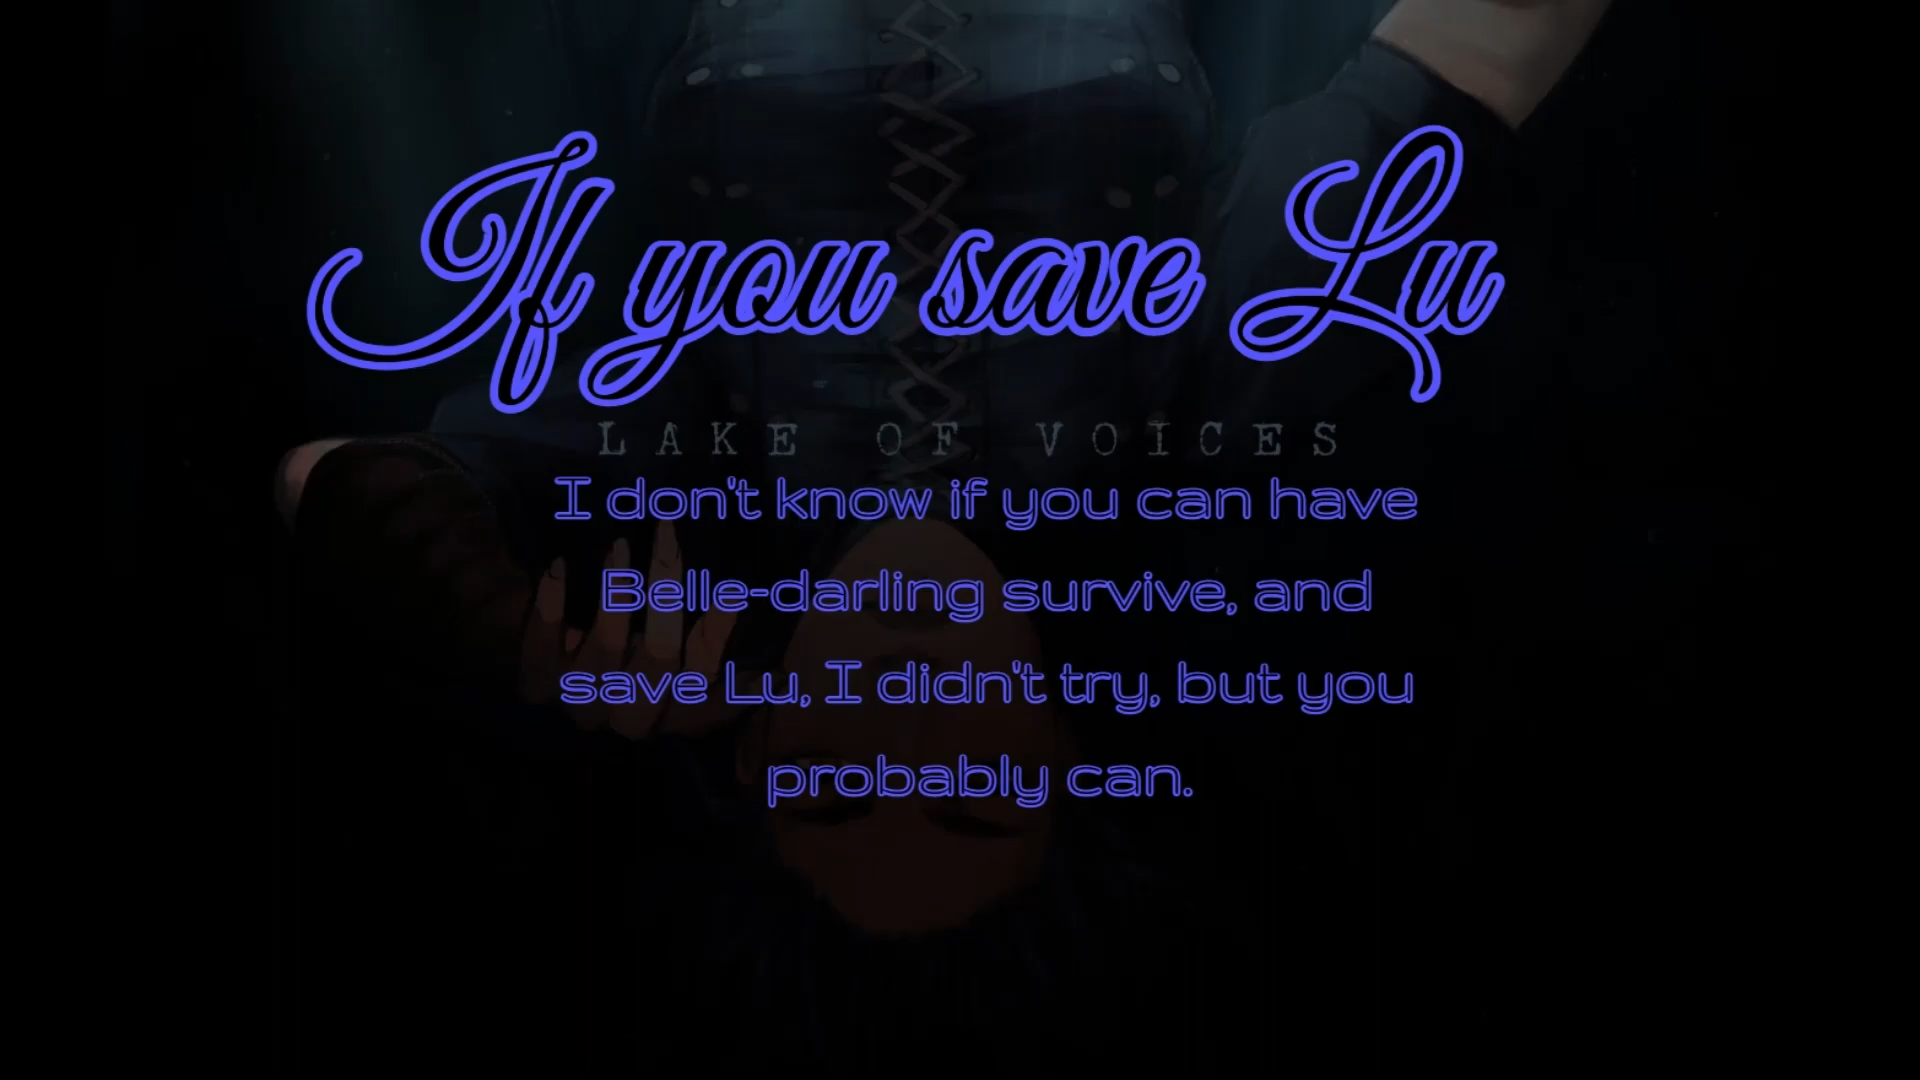 If you save Lu
LAKE OF VOICES
I don't know if you can have
Belle-darling survive, and
save Lu, I didn't try, but you
probably can.